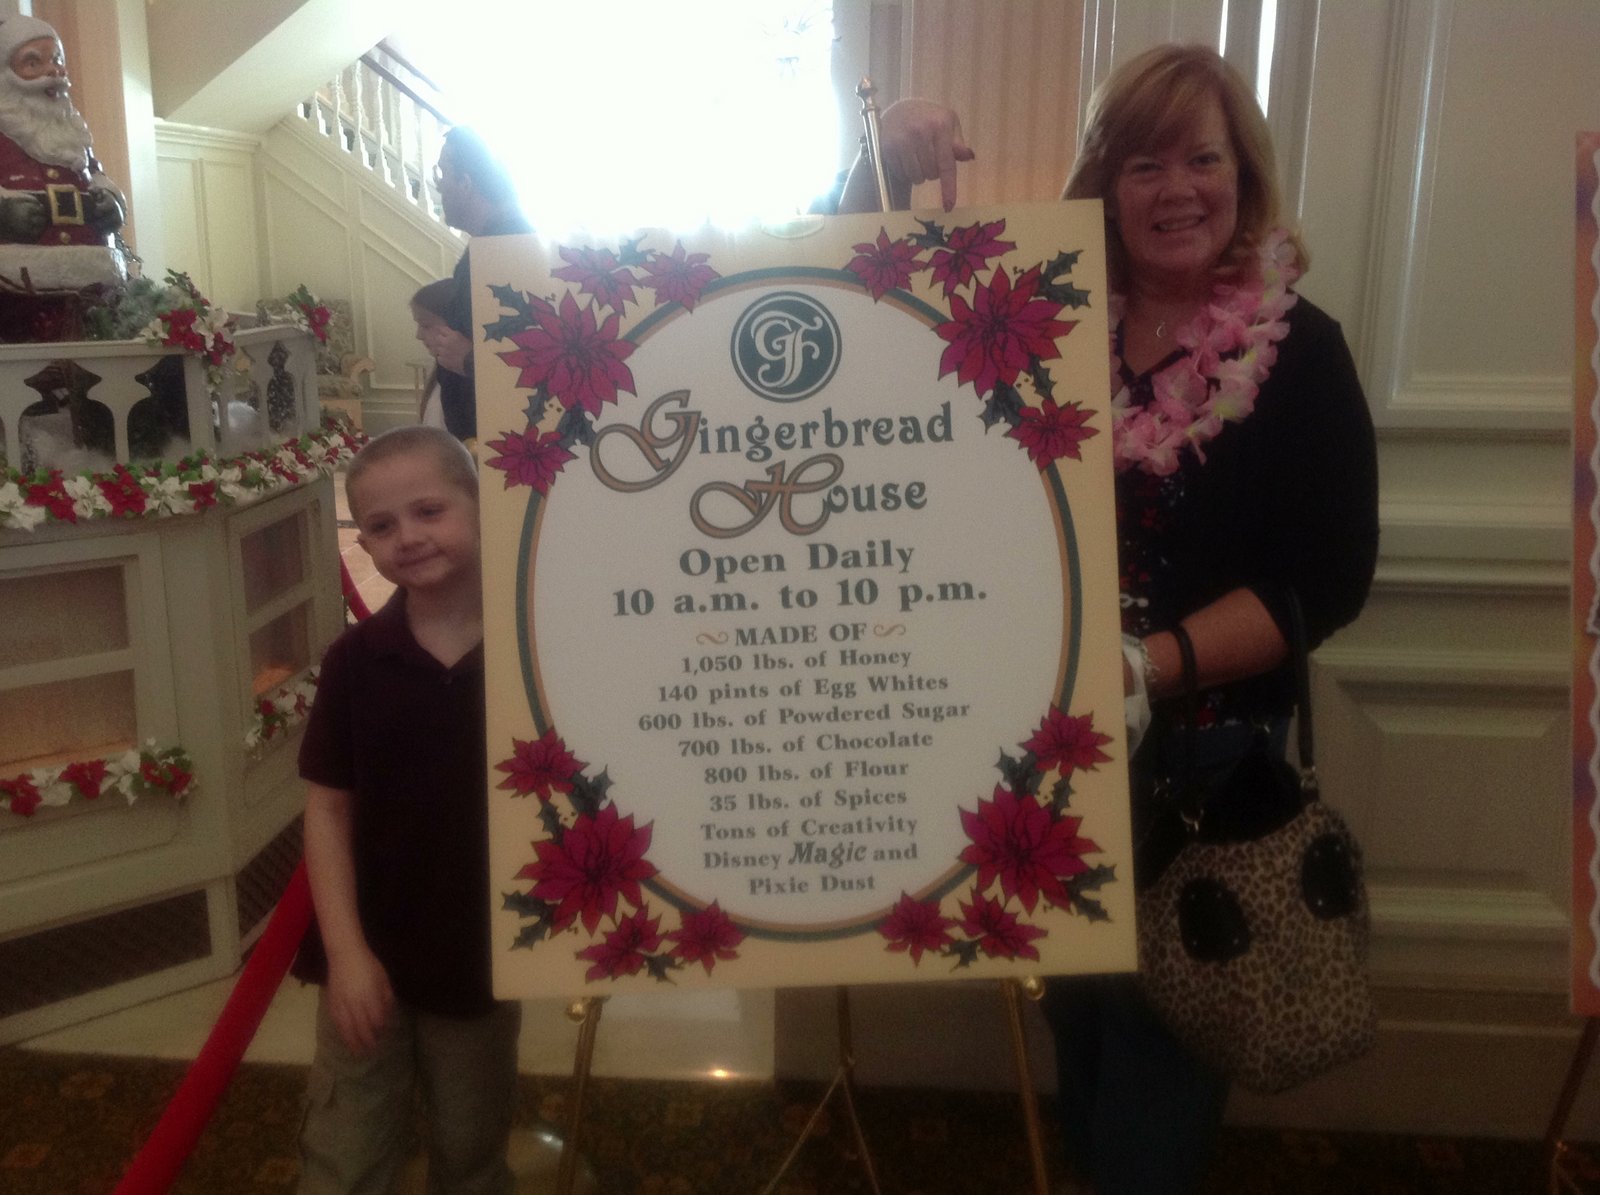 GF
Gingerbread
House
Open Daily
10 a.m. to 10 p.m.
MADE OF
1,050 lbs. of Honey
140 pints of Egg Whites
600 lbs. of Powdered Sugar
700 lbs. of Chocolate
800 lbs. of Flour
35 lbs. of Spices
Tons of Creativity
Disney Magic and
Pixie Dust